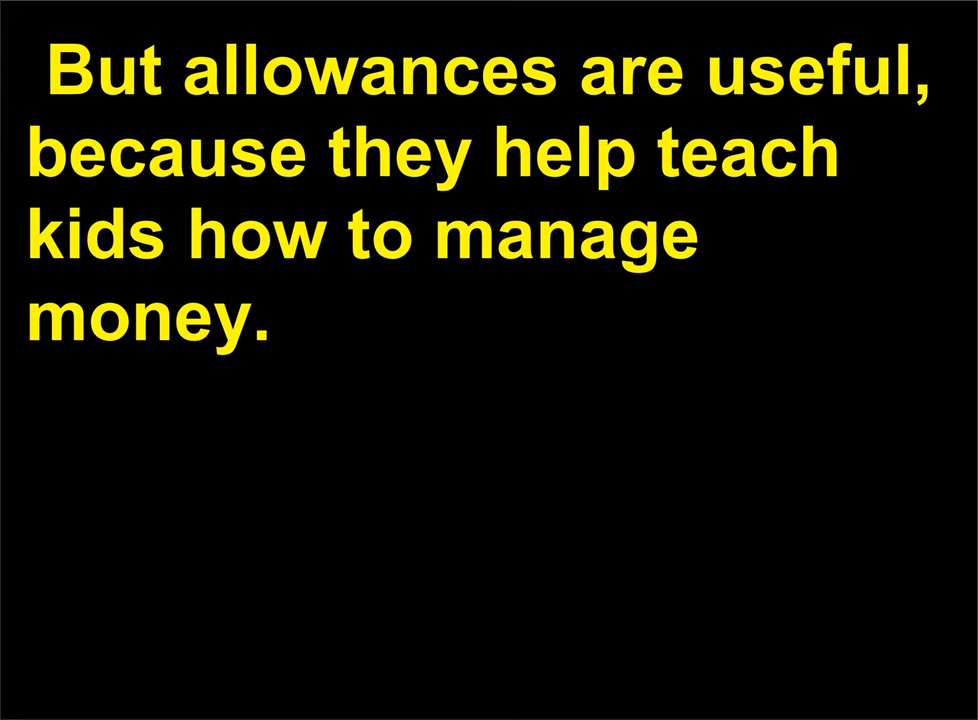 But allowances are useful,
because they help teach
kids how to manage
money.